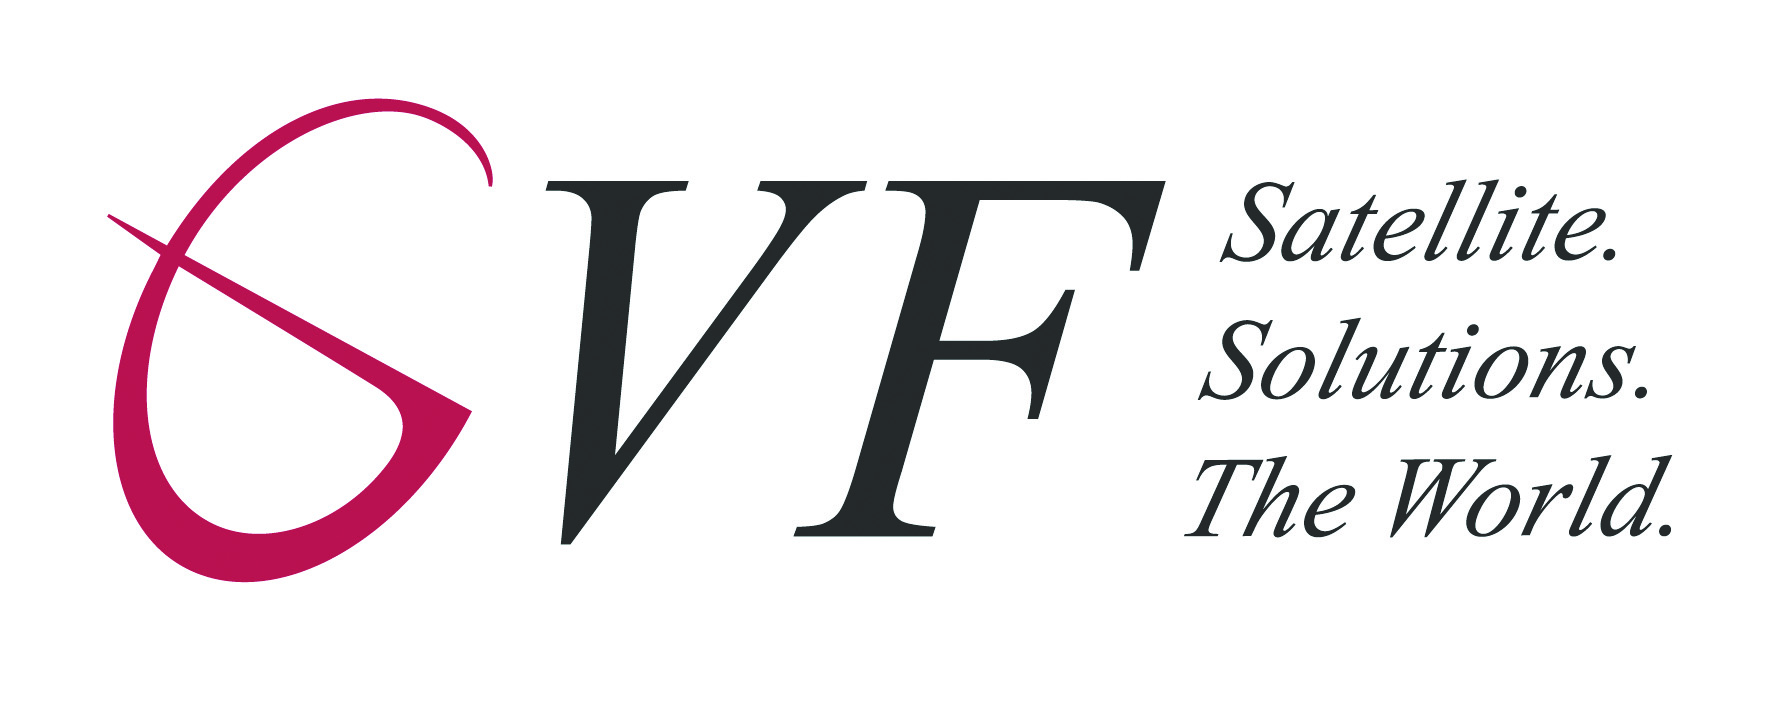 GVF
Satellite.
Solutions.
The World.